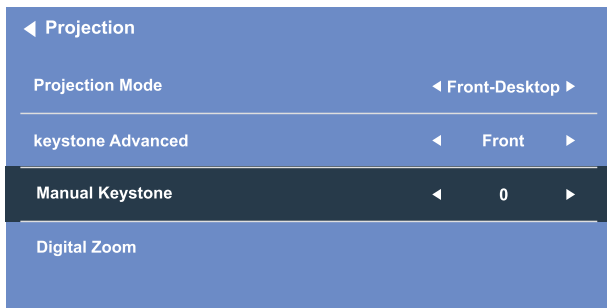 Projection
Projection Mode Front-Desktop
keystone Advanced Front
Manual Keystone 0
Digital Zoom